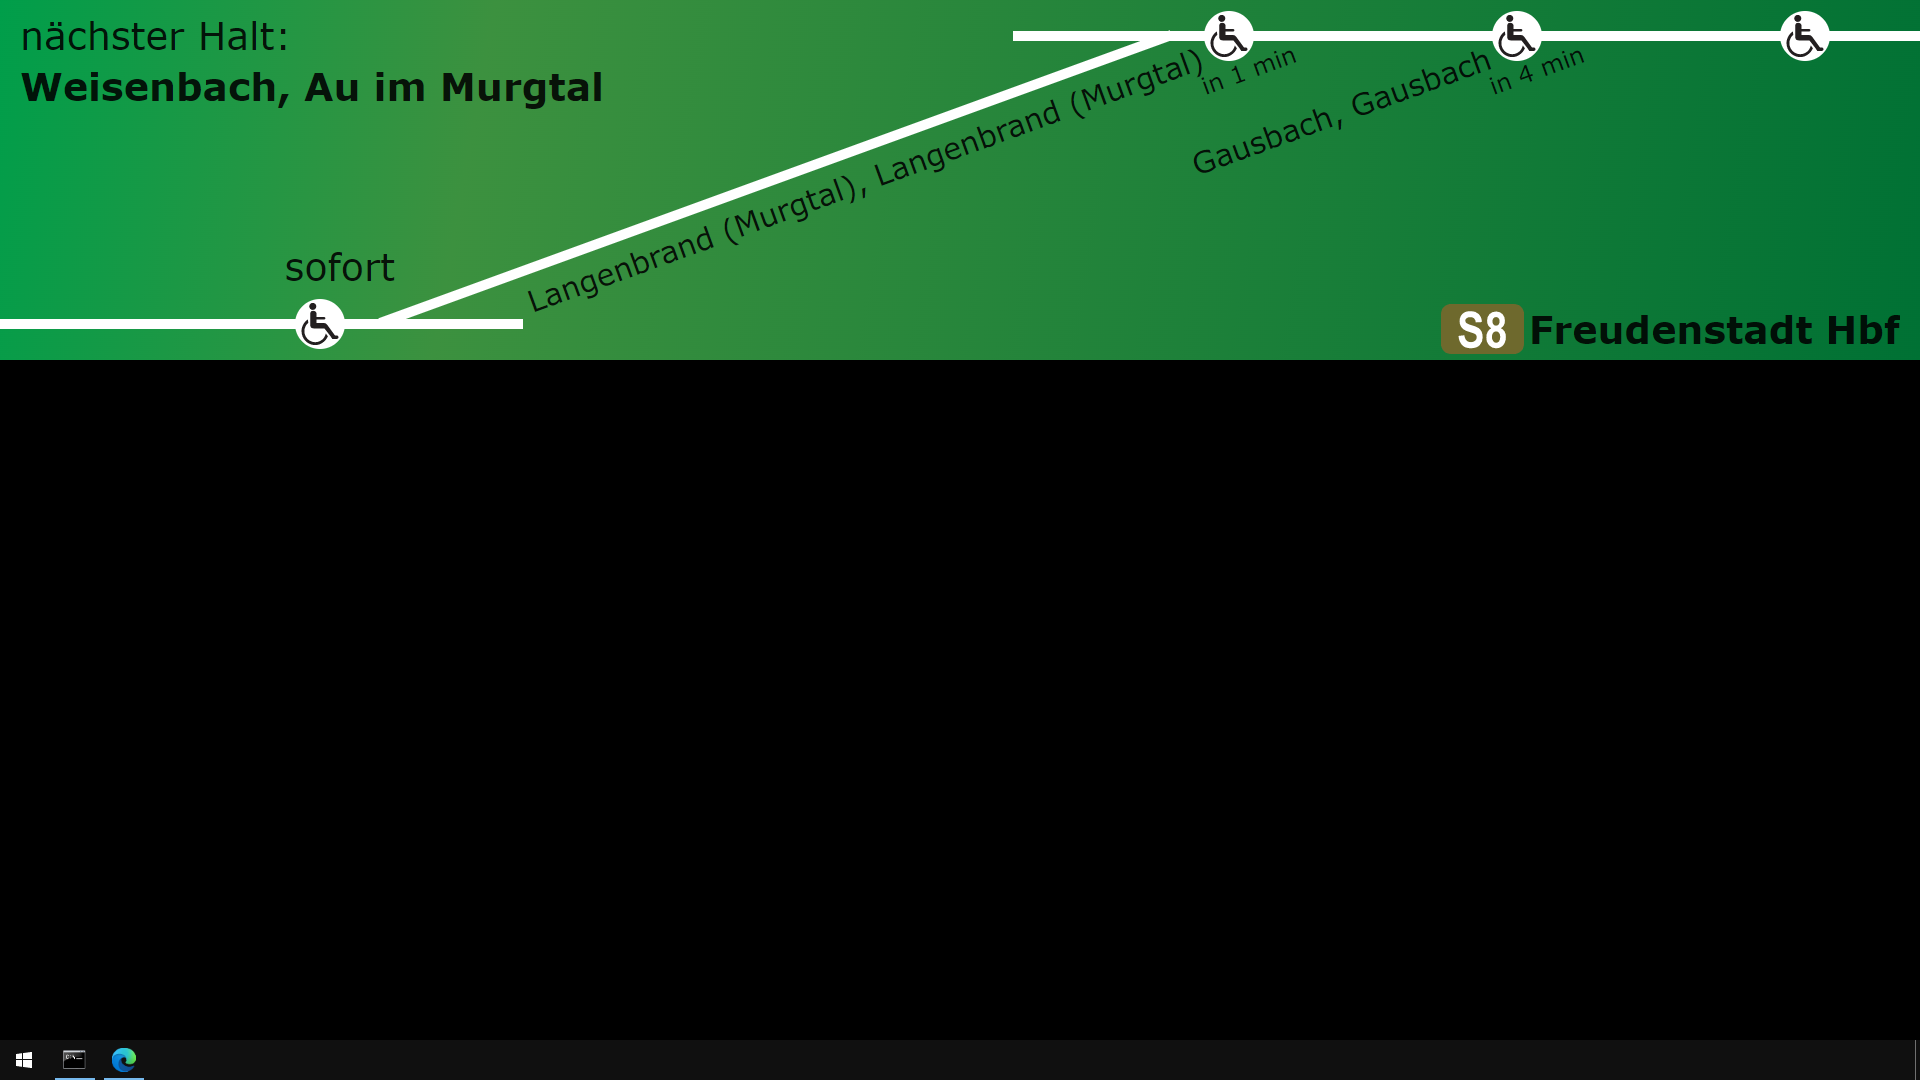 nächster Halt:
Weisenbach, Au im Murgtal
sofort
Langenbrand (Murgtal), Langenbrand (Murgtal)
in 1 min
Gausbach, Gausbach
in 4 min
S8 Freudenstadt Hbf